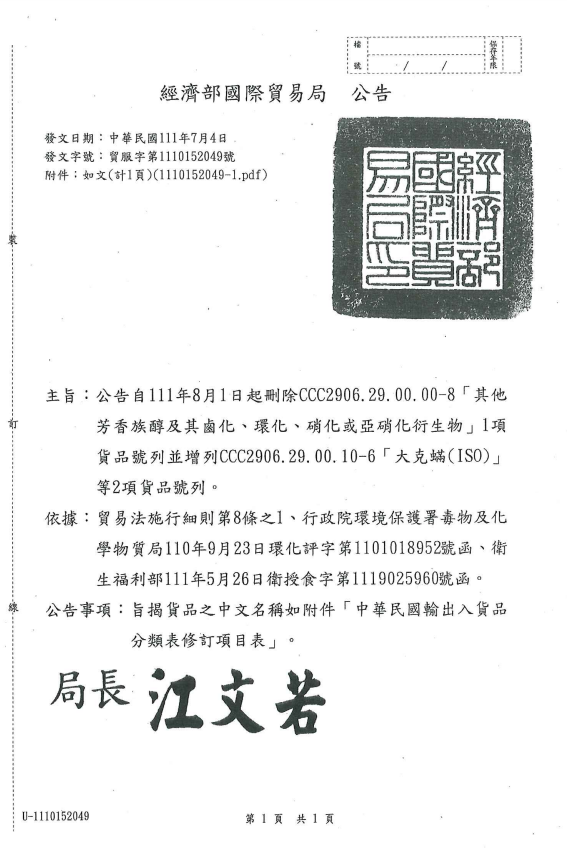 檔
號
/ /
保存年限
經濟部國際貿易局 公告
發文日期：中華民國111年7月4日
發文字號：貿服字第1110152049號
附件：如文(計1頁)(1110152049-1.pdf)
經濟部
國際貿
易局印
裝
主旨：公告自111年8月1日起刪除CCC2906.29.00.00-8「其他
訂
芳香族醇及其鹵化、環化、硝化或亞硝化衍生物」1項
貨品號列並增列CCC2906.29.00.10-6「大克蟎(ISO)」
等2項貨品號列。
依據：貿易法施行細則第8條之1、行政院環境保護署毒物及化
學物質局110年9月23日環化評字第1101018952號函、衛
生福利部111年5月26日衛授食字第1119025960號函。
線
公告事項：旨揭貨品之中文名稱如附件「中華民國輸出入貨品
分類表修訂項目表」。
局長 江文若
U-1110152049
第 1 頁 共 1 頁